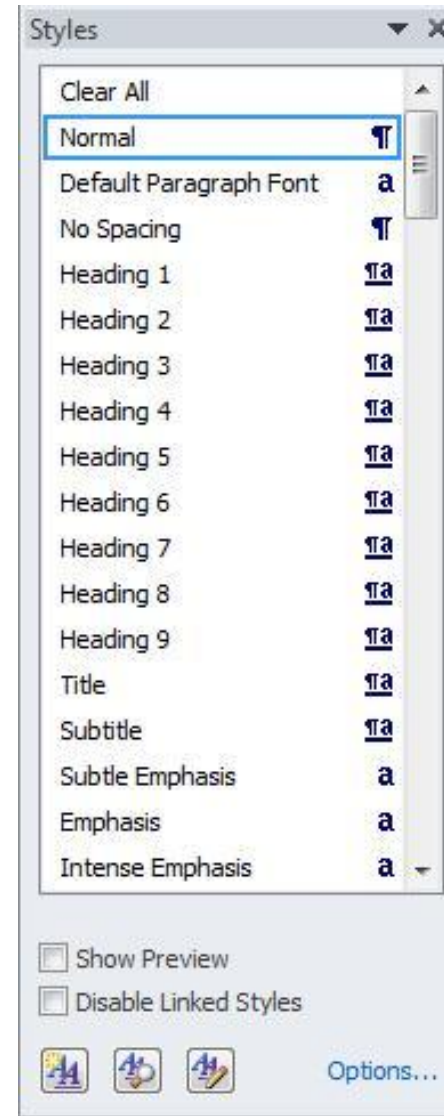 Styles
Clear All
Normal ¶
Default Paragraph Font a
No Spacing ¶
Heading 1 ¶a
Heading 2 ¶a
Heading 3 ¶a
Heading 4 ¶a
Heading 5 ¶a
Heading 6 ¶a
Heading 7 ¶a
Heading 8 ¶a
Heading 9 ¶a
Title ¶a
Subtitle ¶a
Subtle Emphasis a
Emphasis a
Intense Emphasis a
Show Preview
Disable Linked Styles
Options...